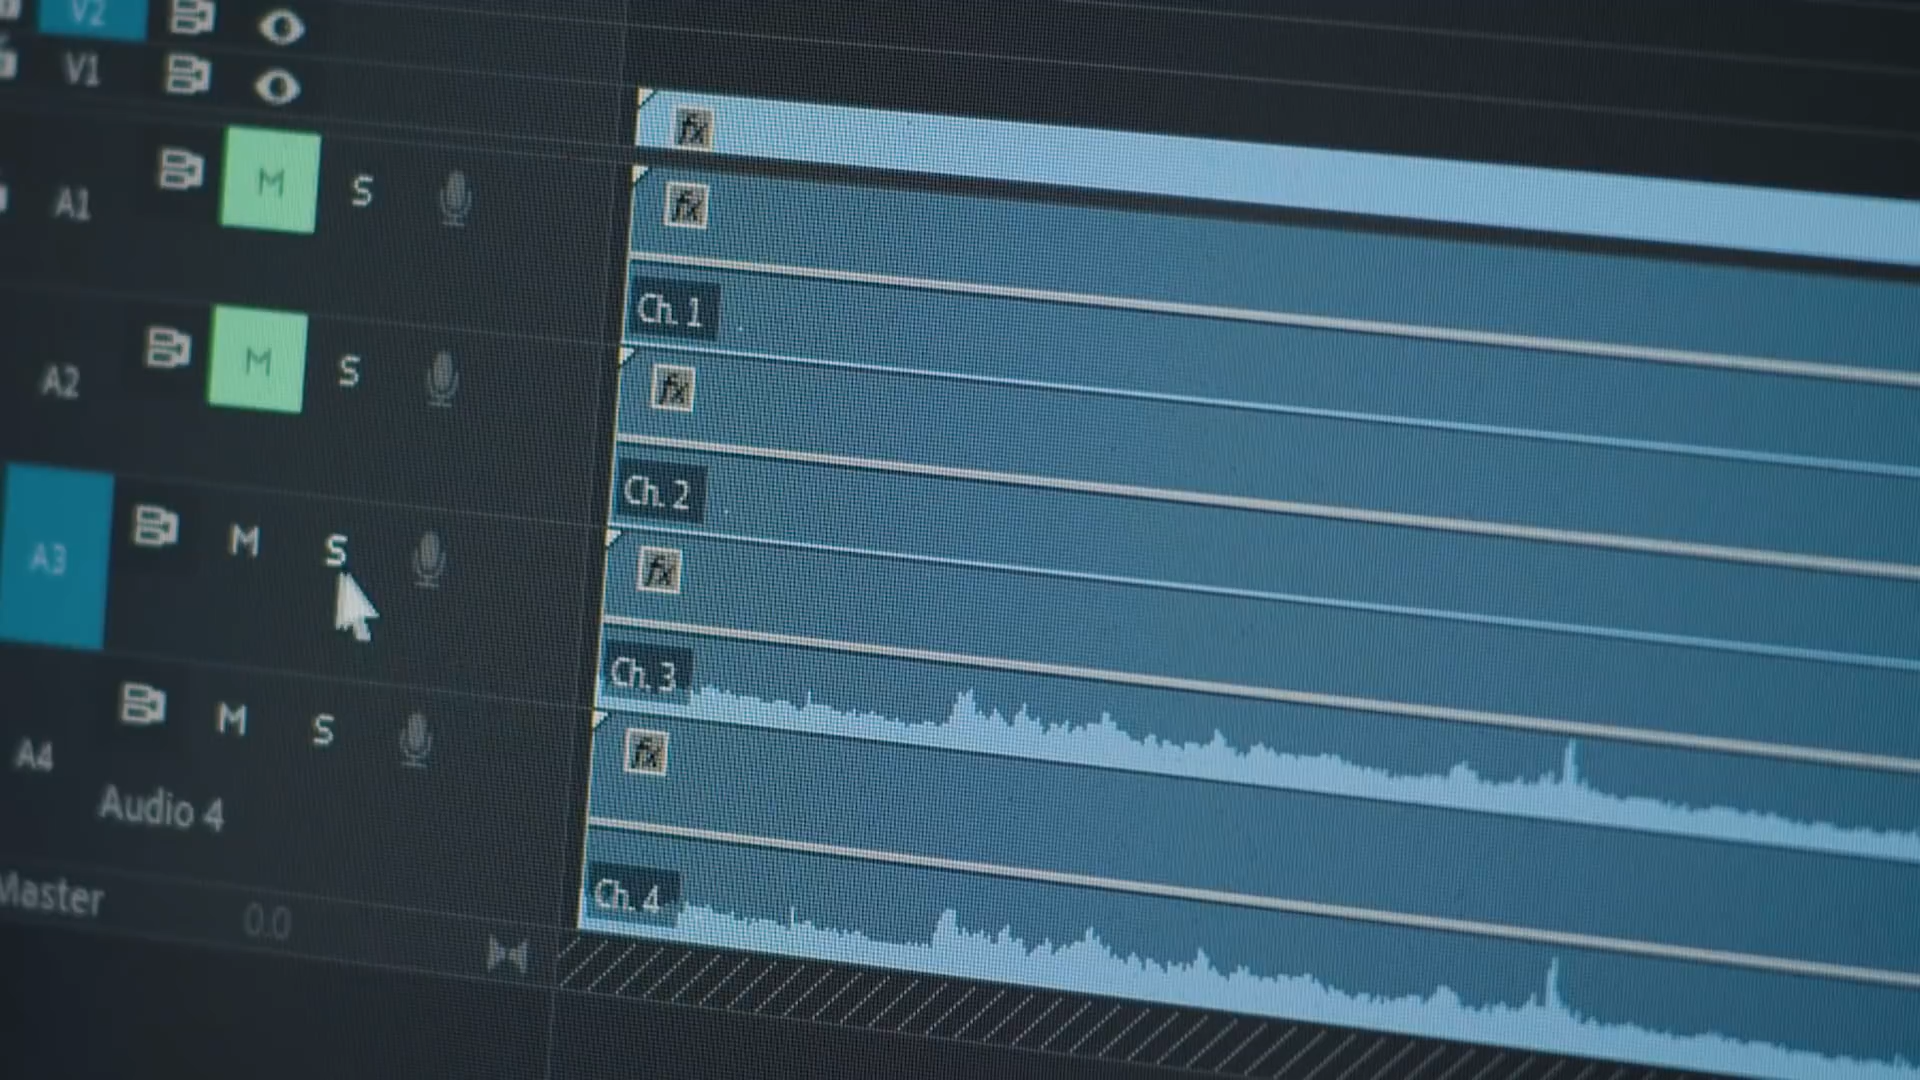 V2
V1
fx
A1 M S
fx
Ch. 1
A2 M S
fx
Ch. 2
A3 M S
fx
Ch. 3
A4 M S
fx
Audio 4
Ch. 4
Master 0.0